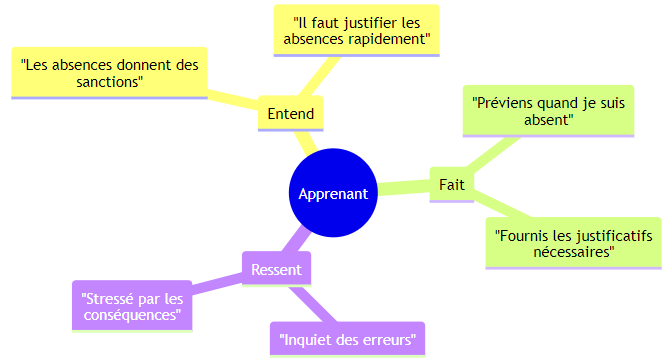 "Il faut justifier les
absences rapidement"
"Les absences donnent des
sanctions"
Entend
"Préviens quand je suis
absent"
Apprenant
Fait
"Fournis les justificatifs
nécessaires"
Ressent
"Stressé par les
conséquences"
"Inquiet des erreurs"